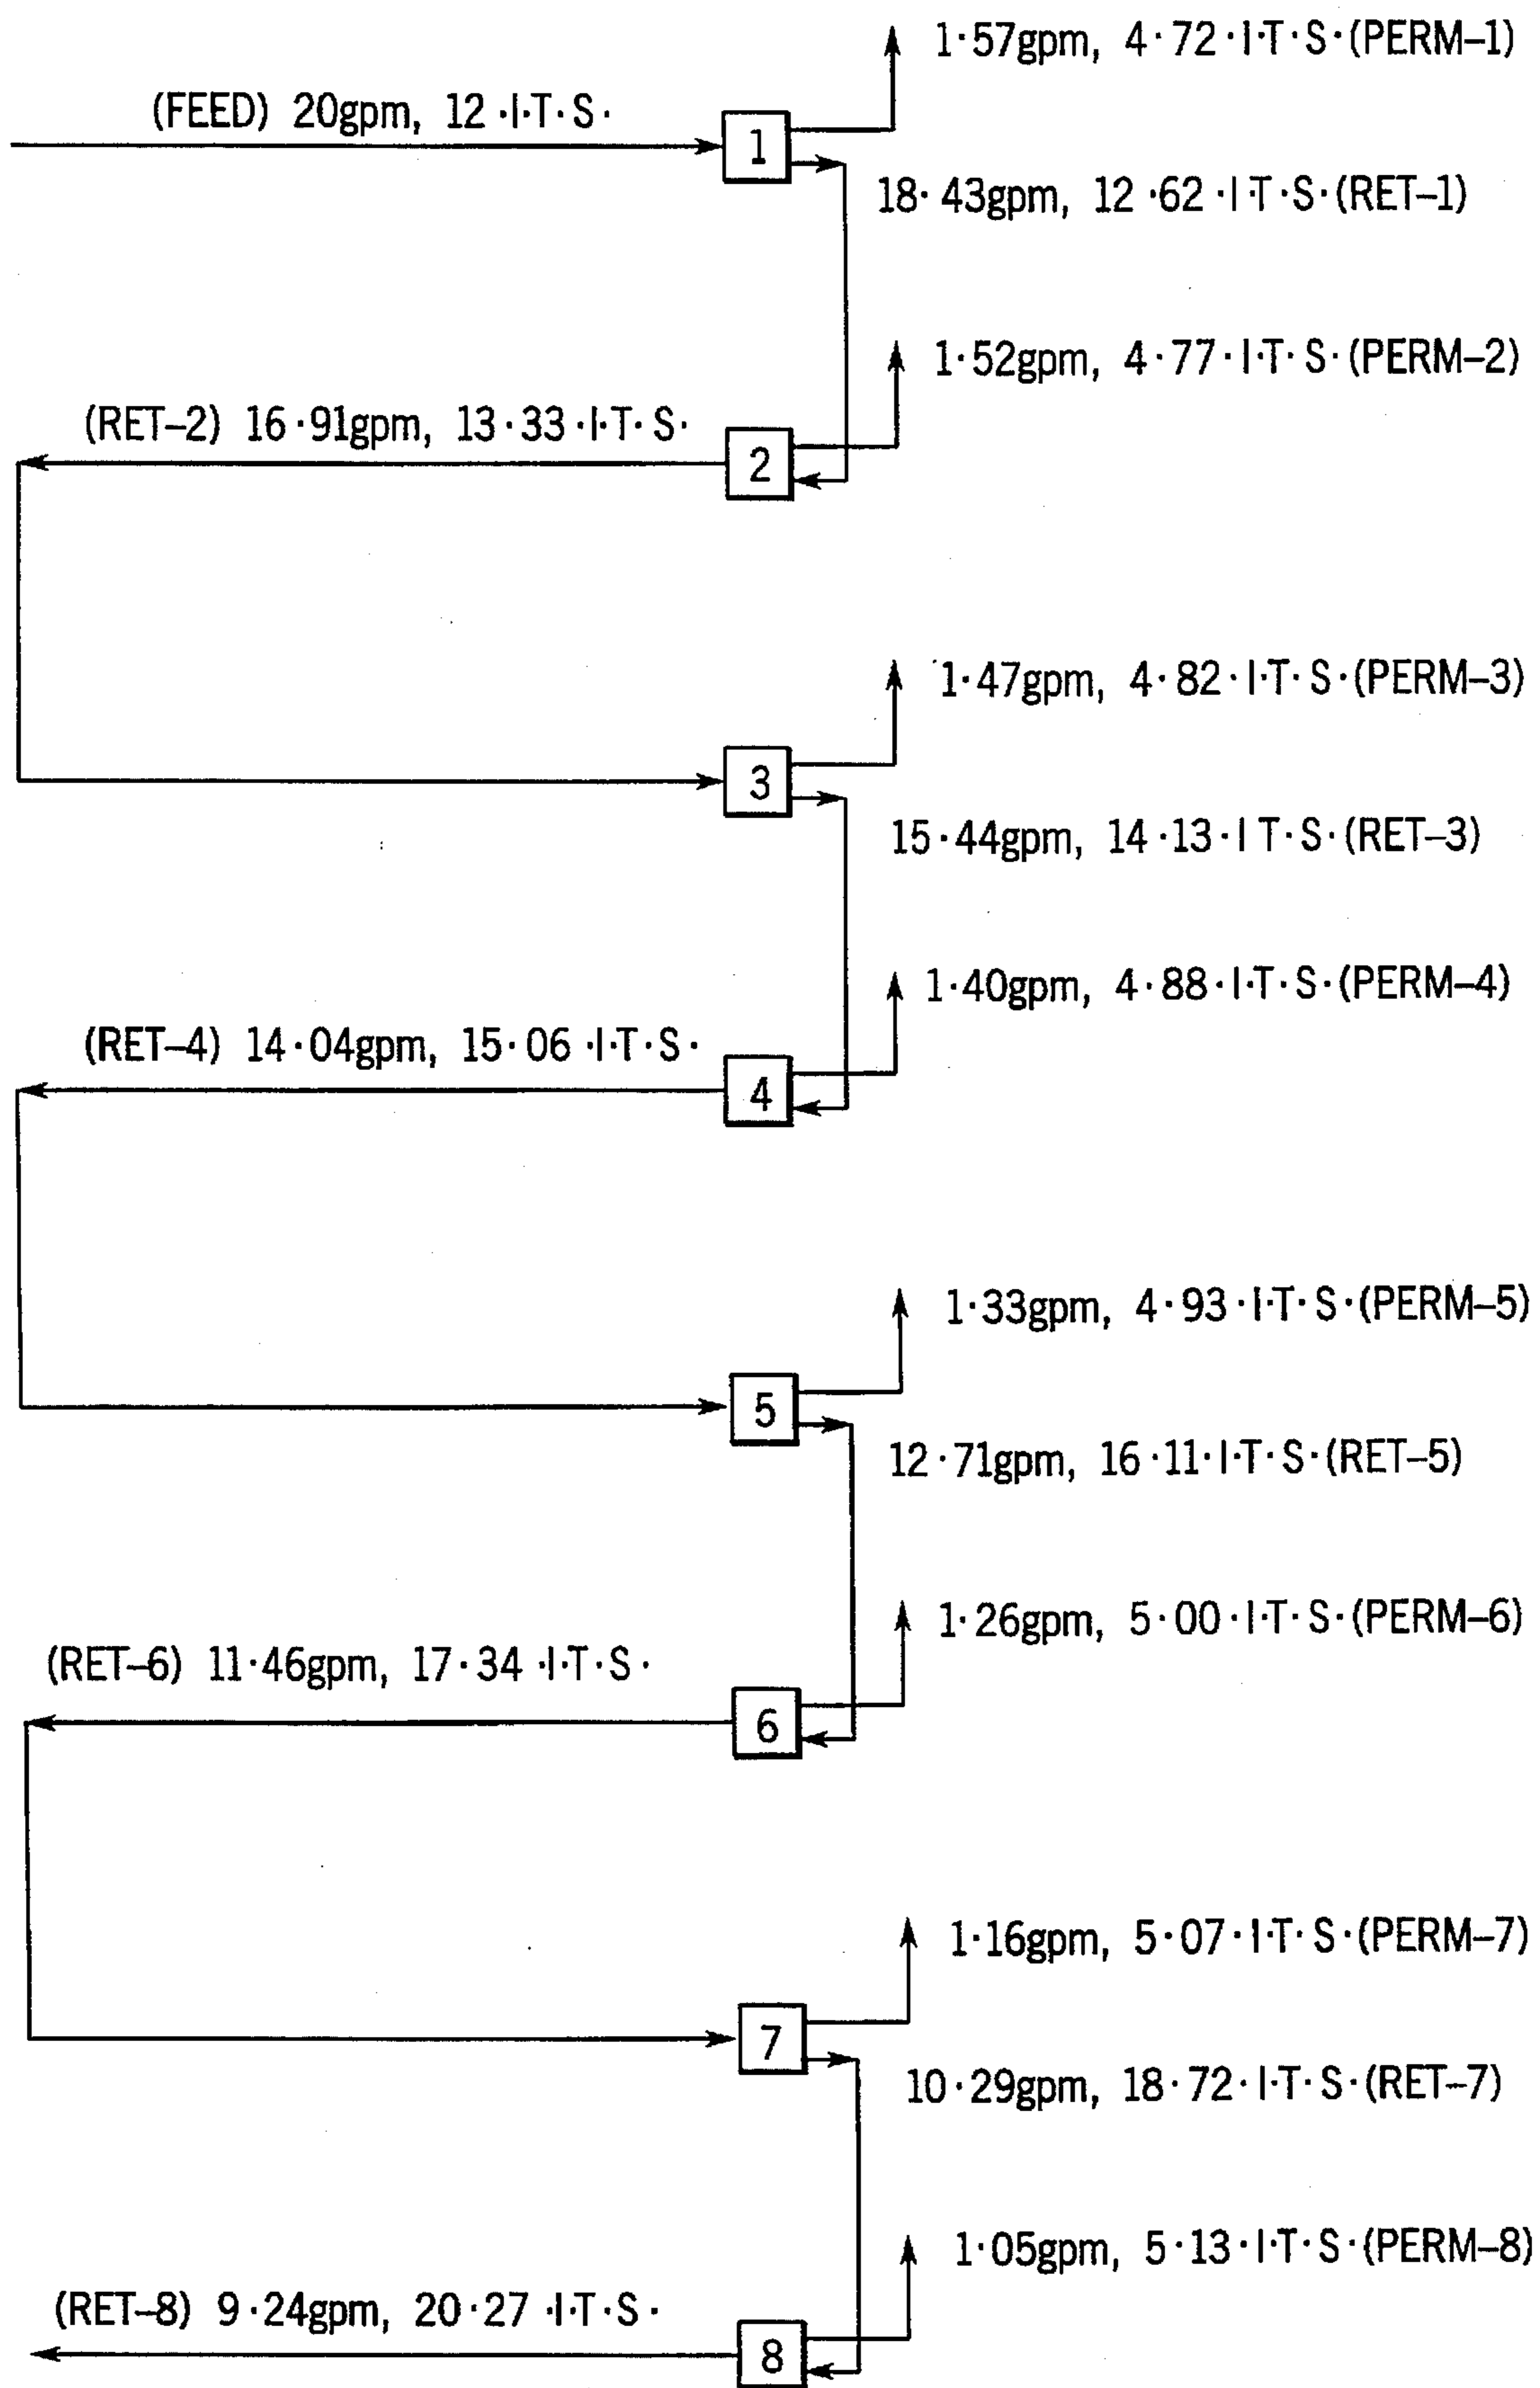 1·57gpm, 4·72·I·T·S·(PERM–1)
(FEED) 20gpm, 12·I·T·S·
1
18·43gpm, 12·62·I·T·S·(RET–1)
1·52gpm, 4·77·I·T·S·(PERM–2)
(RET–2) 16·91gpm, 13·33·I·T·S·
2
1·47gpm, 4·82·I·T·S·(PERM–3)
3
15·44gpm, 14·13·I T·S·(RET–3)
1·40gpm, 4·88·I·T·S·(PERM–4)
(RET–4) 14·04gpm, 15·06·I·T·S·
4
1·33gpm, 4·93·I·T·S·(PERM–5)
5
12·71gpm, 16·11·I·T·S·(RET–5)
1·26gpm, 5·00·I·T·S·(PERM–6)
(RET–6) 11·46gpm, 17·34·I·T·S·
6
1·16gpm, 5·07·I·T·S·(PERM–7)
7
10·29gpm, 18·72·I·T·S·(RET–7)
1·05gpm, 5·13·I·T·S·(PERM–8)
(RET–8) 9·24gpm, 20·27·I·T·S·
8